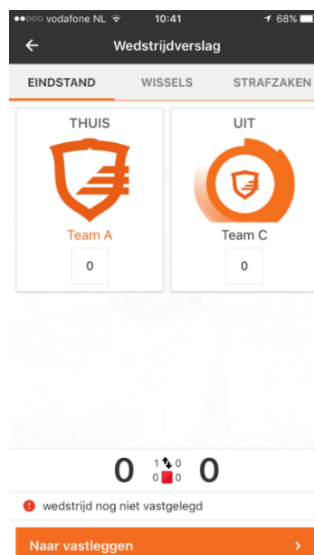 vodafone NL 10:41 68%
Wedstrijdverslag
EINDSTAND WISSELS STRAFZAKEN
THUIS UIT
Team A Team C
0 0
0 1 0 0
0 0
wedstrijd nog niet vastgelegd
Naar vastleggen